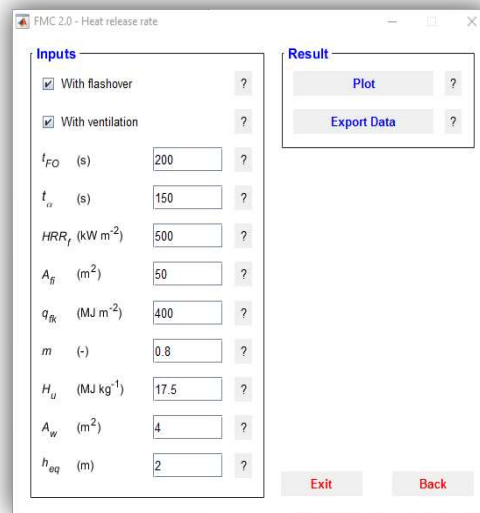 FMC 2.0 - Heat release rate
Inputs
With flashover ?
With ventilation ?
t_FO (s) 200 ?
t_α (s) 150 ?
HRR_f (kW m^-2) 500 ?
A_fi (m^2) 50 ?
q_fk (MJ m^-2) 400 ?
m (-) 0.8 ?
H_u (MJ kg^-1) 17.5 ?
A_w (m^2) 4 ?
h_eq (m) 2 ?
Result
Plot ?
Export Data ?
Exit Back